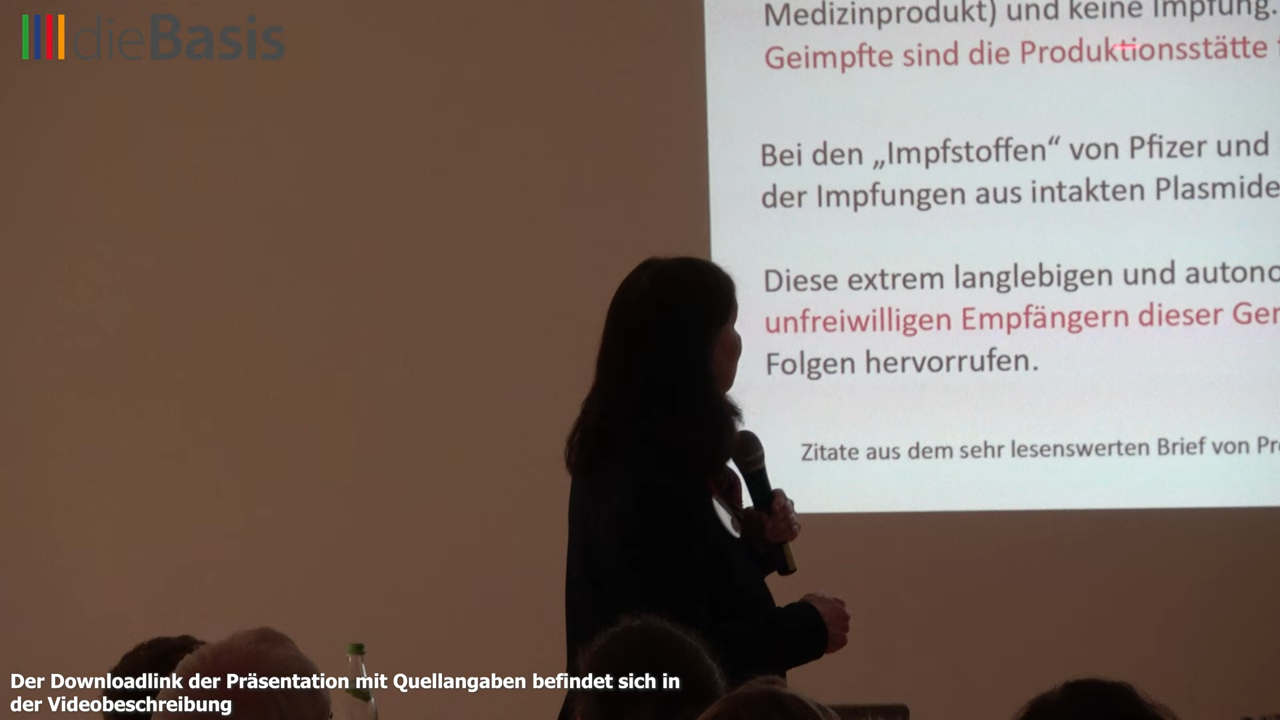 dieBasis
Medizinprodukt) und keine Impfung.
Geimpfte sind die Produktionsstätte
Bei den „Impfstoffen“ von Pfizer und
der Impfungen aus intakten Plasmide
Diese extrem langlebigen und autono
unfreiwilligen Empfängern dieser Gen
Folgen hervorrufen.
Zitate aus dem sehr lesenswerten Brief von Pr
Der Downloadlink der Präsentation mit Quellangaben befindet sich in
der Videobeschreibung